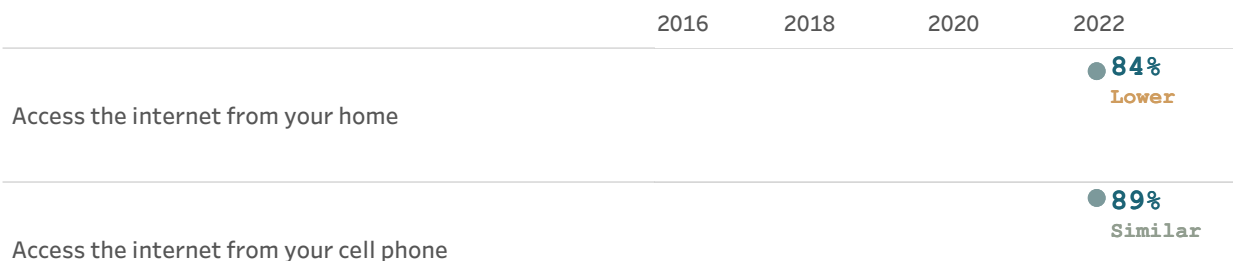 2016 2018 2020 2022
84%
Lower
Access the internet from your home
89%
Similar
Access the internet from your cell phone